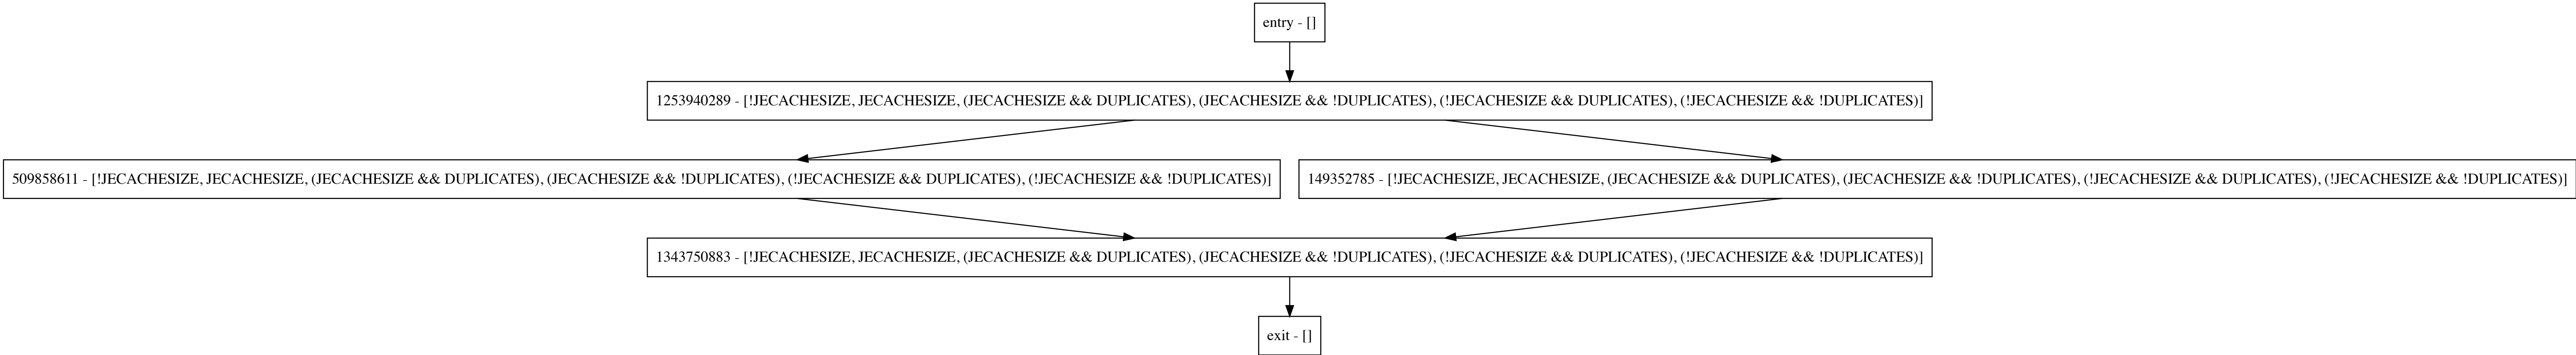 entry - []
1253940289 - [!JECACHESIZE, JECACHESIZE, (JECACHESIZE && DUPLICATES), (JECACHESIZE && !DUPLICATES), (!JECACHESIZE && DUPLICATES), (!JECACHESIZE && !DUPLICATES)]
509858611 - [!JECACHESIZE, JECACHESIZE, (JECACHESIZE && DUPLICATES), (JECACHESIZE && !DUPLICATES), (!JECACHESIZE && DUPLICATES), (!JECACHESIZE && !DUPLICATES)]
149352785 - [!JECACHESIZE, JECACHESIZE, (JECACHESIZE && DUPLICATES), (JECACHESIZE && !DUPLICATES), (!JECACHESIZE && DUPLICATES), (!JECACHESIZE && !DUPLICATES)]
1343750883 - [!JECACHESIZE, JECACHESIZE, (JECACHESIZE && DUPLICATES), (JECACHESIZE && !DUPLICATES), (!JECACHESIZE && DUPLICATES), (!JECACHESIZE && !DUPLICATES)]
exit - []